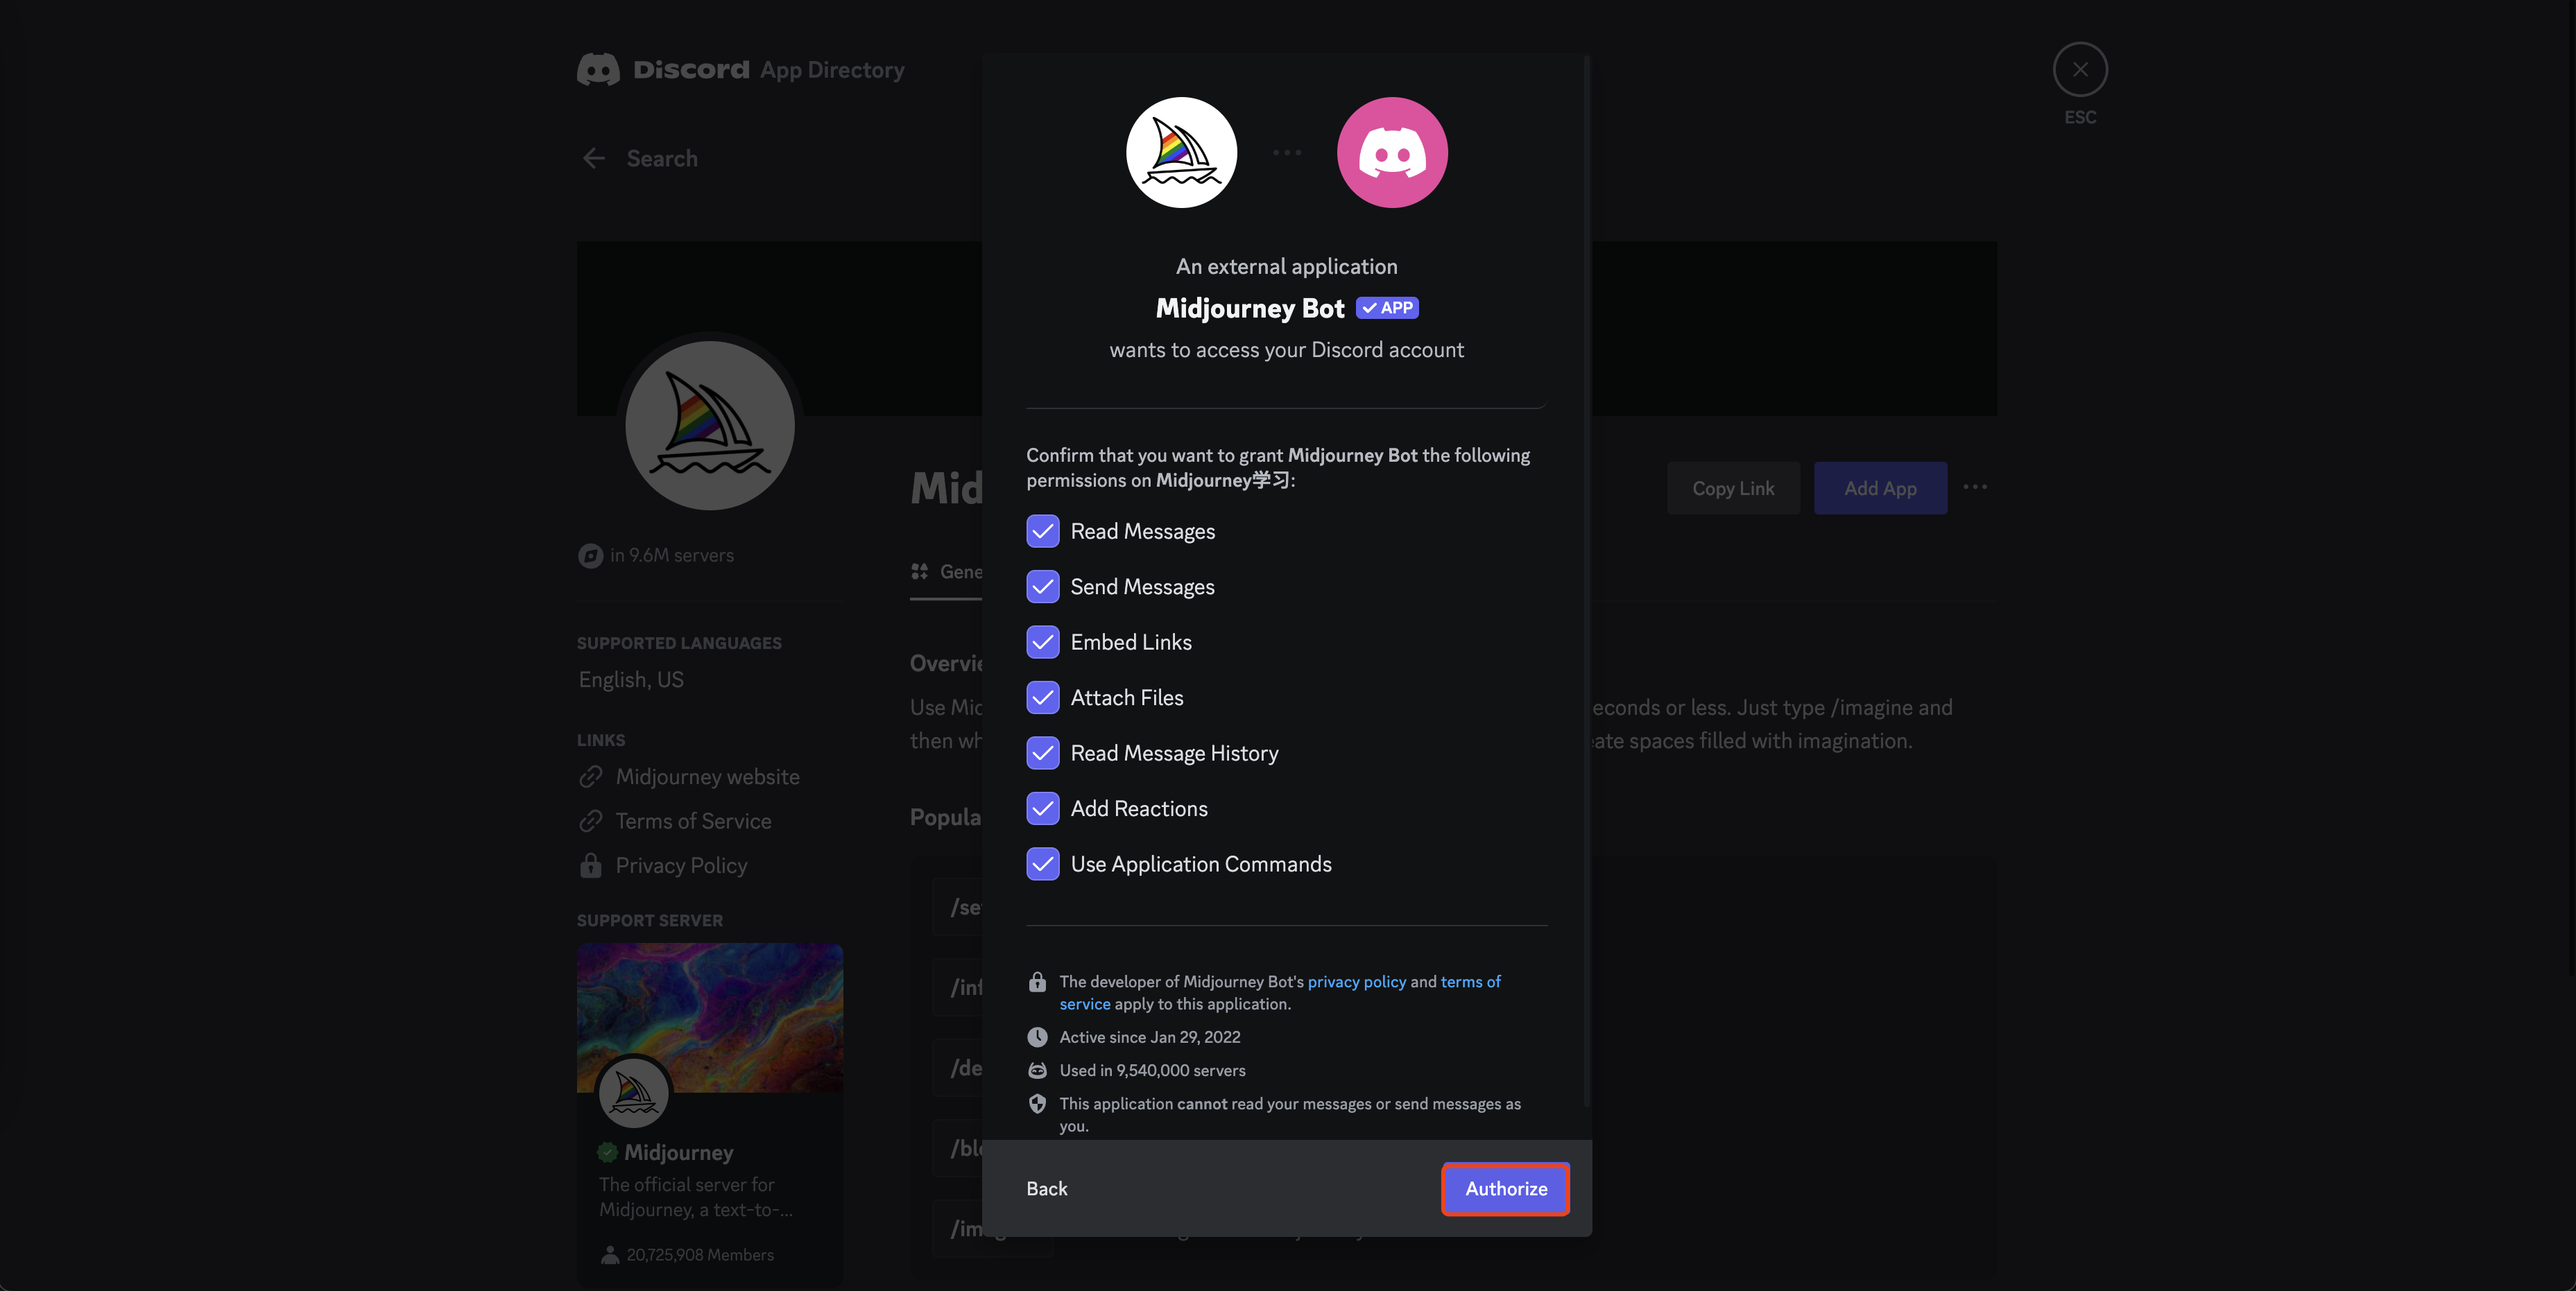 Discord App Directory
ESC
Search
An external application
Midjourney Bot APP
wants to access your Discord account
Confirm that you want to grant Midjourney Bot the following
permissions on Midjourney学习:
Read Messages
Send Messages
Embed Links
Attach Files
Read Message History
Add Reactions
Use Application Commands
The developer of Midjourney Bot's privacy policy and terms of
service apply to this application.
Active since Jan 29, 2022
Used in 9,540,000 servers
This application cannot read your messages or send messages as
you.
Back
Authorize
in 9.6M servers
SUPPORTED LANGUAGES
English, US
LINKS
Midjourney website
Terms of Service
Privacy Policy
SUPPORT SERVER
Midjourney
The official server for
Midjourney, a text-to-...
20,725,908 Members
Mid
Copy Link
Add App
Gene
Overvie
Use Mid
econds or less. Just type /imagine and
then wh
ate spaces filled with imagination.
Popula
/se
/inf
/de
/ble
/im